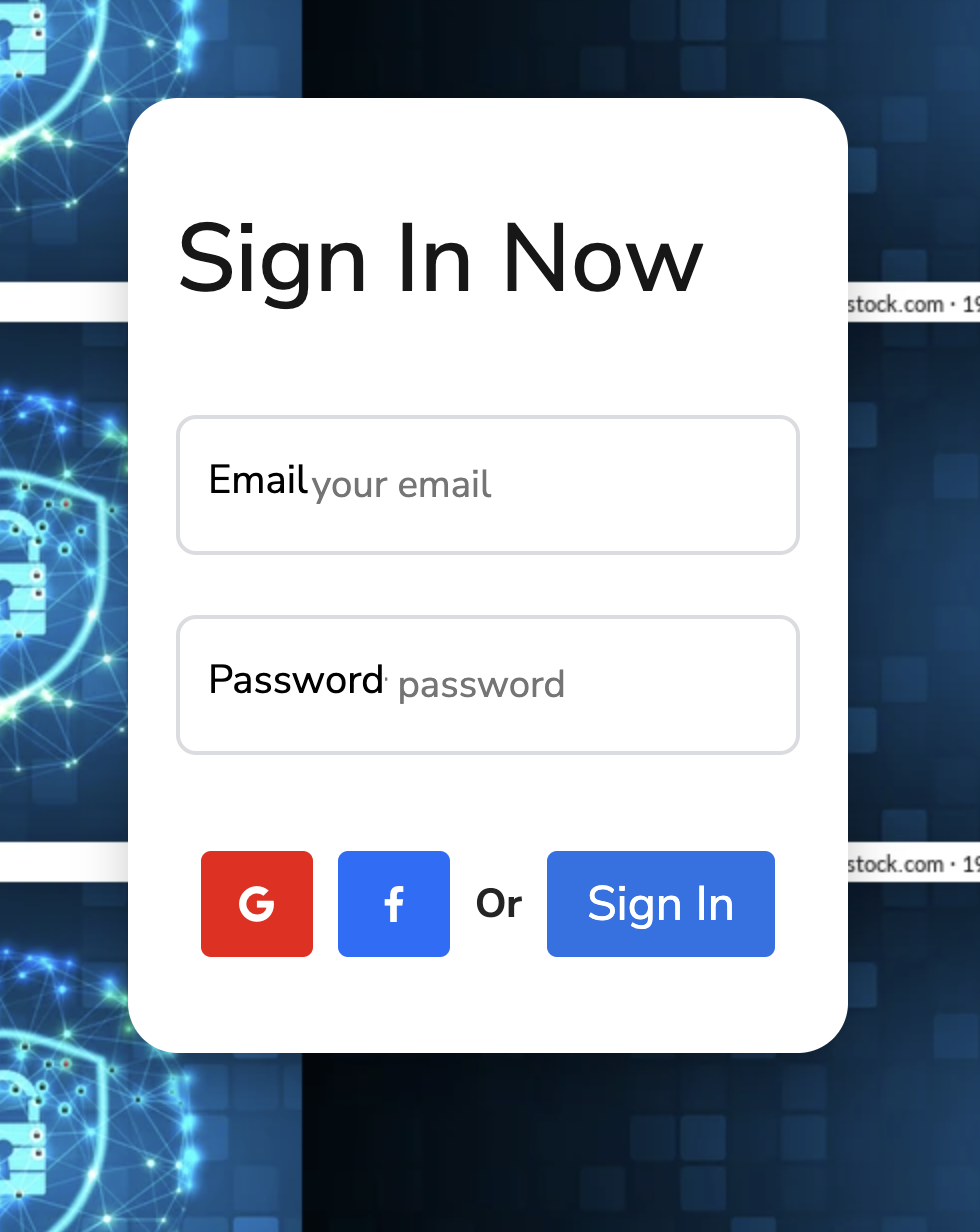 Sign In Now
stock.com · 19
Email your email
Password password
G f Or Sign In
stock.com · 19